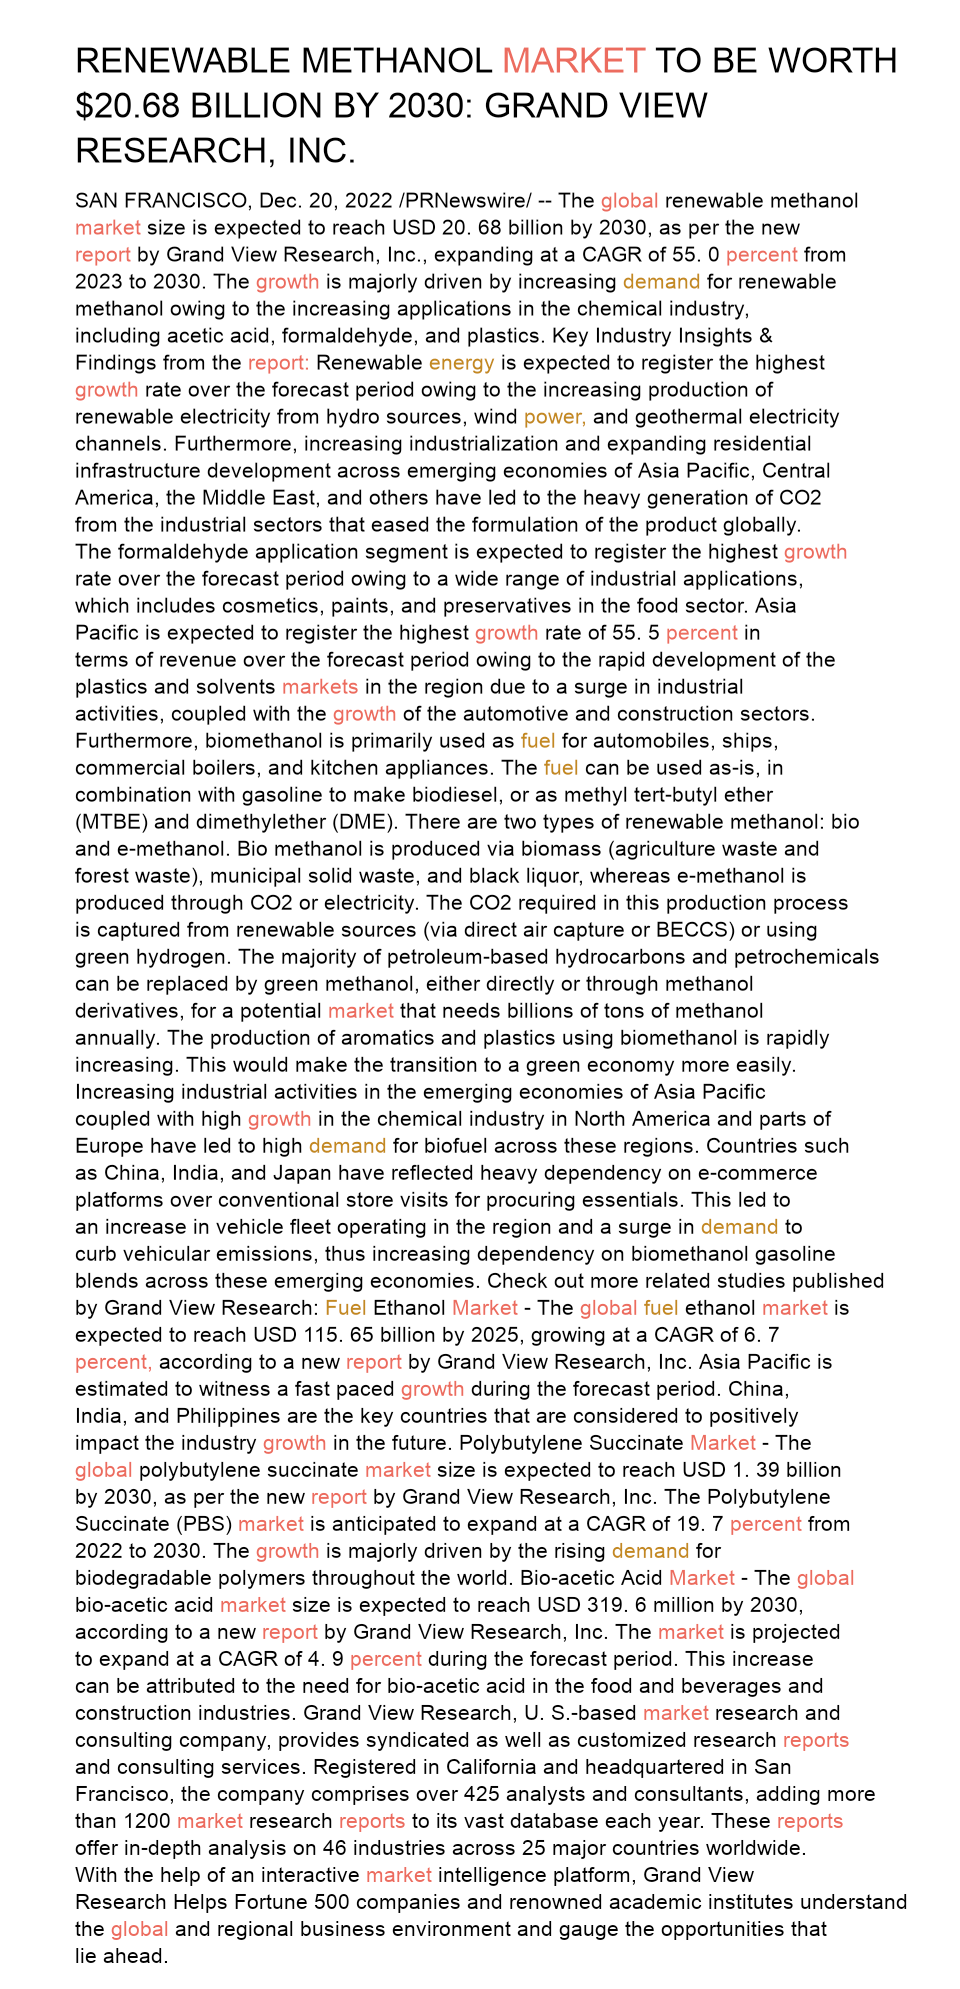 RENEWABLE METHANOL MARKET TO BE WORTH
$20.68 BILLION BY 2030: GRAND VIEW
RESEARCH, INC.
SAN FRANCISCO, Dec. 20, 2022 /PRNewswire/ -- The global renewable methanol
market size is expected to reach USD 20. 68 billion by 2030, as per the new
report by Grand View Research, Inc., expanding at a CAGR of 55. 0 percent from
2023 to 2030. The growth is majorly driven by increasing demand for renewable
methanol owing to the increasing applications in the chemical industry,
including acetic acid, formaldehyde, and plastics. Key Industry Insights &
Findings from the report: Renewable energy is expected to register the highest
growth rate over the forecast period owing to the increasing production of
renewable electricity from hydro sources, wind power, and geothermal electricity
channels. Furthermore, increasing industrialization and expanding residential
infrastructure development across emerging economies of Asia Pacific, Central
America, the Middle East, and others have led to the heavy generation of CO2
from the industrial sectors that eased the formulation of the product globally.
The formaldehyde application segment is expected to register the highest growth
rate over the forecast period owing to a wide range of industrial applications,
which includes cosmetics, paints, and preservatives in the food sector. Asia
Pacific is expected to register the highest growth rate of 55. 5 percent in
terms of revenue over the forecast period owing to the rapid development of the
plastics and solvents markets in the region due to a surge in industrial
activities, coupled with the growth of the automotive and construction sectors.
Furthermore, biomethanol is primarily used as fuel for automobiles, ships,
commercial boilers, and kitchen appliances. The fuel can be used as-is, in
combination with gasoline to make biodiesel, or as methyl tert-butyl ether
(MTBE) and dimethylether (DME). There are two types of renewable methanol: bio
and e-methanol. Bio methanol is produced via biomass (agriculture waste and
forest waste), municipal solid waste, and black liquor, whereas e-methanol is
produced through CO2 or electricity. The CO2 required in this production process
is captured from renewable sources (via direct air capture or BECCS) or using
green hydrogen. The majority of petroleum-based hydrocarbons and petrochemicals
can be replaced by green methanol, either directly or through methanol
derivatives, for a potential market that needs billions of tons of methanol
annually. The production of aromatics and plastics using biomethanol is rapidly
increasing. This would make the transition to a green economy more easily.
Increasing industrial activities in the emerging economies of Asia Pacific
coupled with high growth in the chemical industry in North America and parts of
Europe have led to high demand for biofuel across these regions. Countries such
as China, India, and Japan have reflected heavy dependency on e-commerce
platforms over conventional store visits for procuring essentials. This led to
an increase in vehicle fleet operating in the region and a surge in demand to
curb vehicular emissions, thus increasing dependency on biomethanol gasoline
blends across these emerging economies. Check out more related studies published
by Grand View Research: Fuel Ethanol Market - The global fuel ethanol market is
expected to reach USD 115. 65 billion by 2025, growing at a CAGR of 6. 7
percent, according to a new report by Grand View Research, Inc. Asia Pacific is
estimated to witness a fast paced growth during the forecast period. China,
India, and Philippines are the key countries that are considered to positively
impact the industry growth in the future. Polybutylene Succinate Market - The
global polybutylene succinate market size is expected to reach USD 1. 39 billion
by 2030, as per the new report by Grand View Research, Inc. The Polybutylene
Succinate (PBS) market is anticipated to expand at a CAGR of 19. 7 percent from
2022 to 2030. The growth is majorly driven by the rising demand for
biodegradable polymers throughout the world. Bio-acetic Acid Market - The global
bio-acetic acid market size is expected to reach USD 319. 6 million by 2030,
according to a new report by Grand View Research, Inc. The market is projected
to expand at a CAGR of 4. 9 percent during the forecast period. This increase
can be attributed to the need for bio-acetic acid in the food and beverages and
construction industries. Grand View Research, U. S.-based market research and
consulting company, provides syndicated as well as customized research reports
and consulting services. Registered in California and headquartered in San
Francisco, the company comprises over 425 analysts and consultants, adding more
than 1200 market research reports to its vast database each year. These reports
offer in-depth analysis on 46 industries across 25 major countries worldwide.
With the help of an interactive market intelligence platform, Grand View
Research Helps Fortune 500 companies and renowned academic institutes understand
the global and regional business environment and gauge the opportunities that
lie ahead.